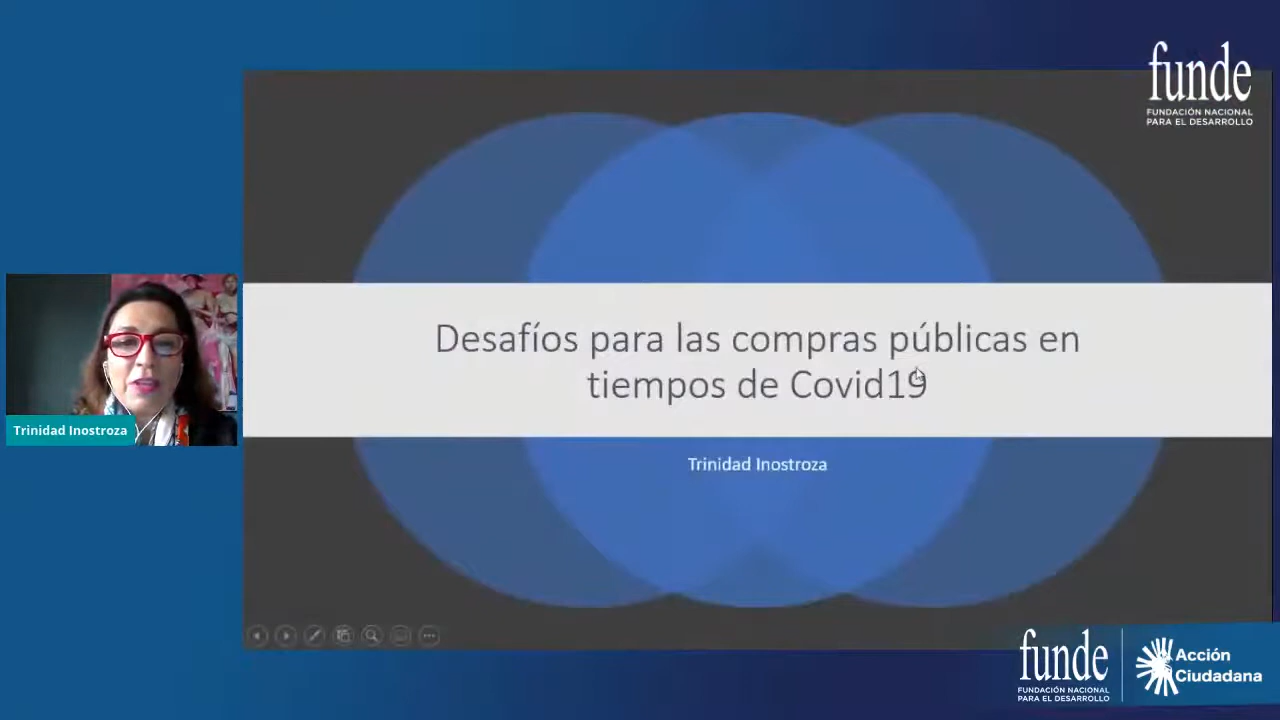 funde
FUNDACIÓN NACIONAL
PARA EL DESARROLLO
Desafíos para las compras públicas en
tiempos de Covid19
Trinidad Inostroza
Trinidad Inostroza
funde
FUNDACIÓN NACIONAL
PARA EL DESARROLLO
Acción
Ciudadana